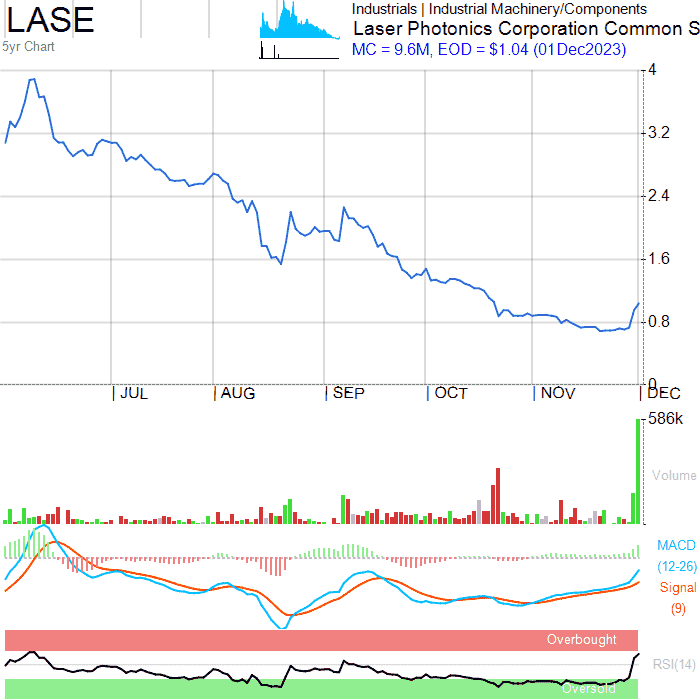 LASE
5yr Chart
Industrials | Industrial Machinery/Components
Laser Photonics Corporation Common S
MC = 9.6M, EOD = $1.04 (01Dec2023)
4
3.2
2.4
1.6
0.8
0
JUL
AUG
SEP
OCT
NOV
DEC
586k
Volume
MACD
(12-26)
Signal
(9)
Overbought
RSI(14)
Oversold